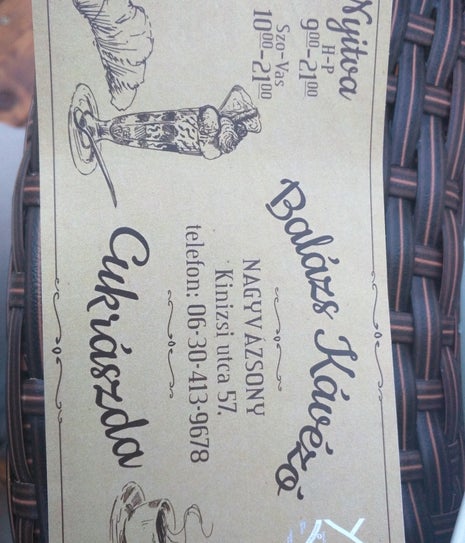 Nyitva
H-P
9⁰⁰-21⁰⁰
Szo-Vas
10⁰⁰-21⁰⁰
Balázs Kávézó
NAGYVÁZSONY
Kinizsi utca 57.
telefon: 06-30-413-9678
Cukrászda